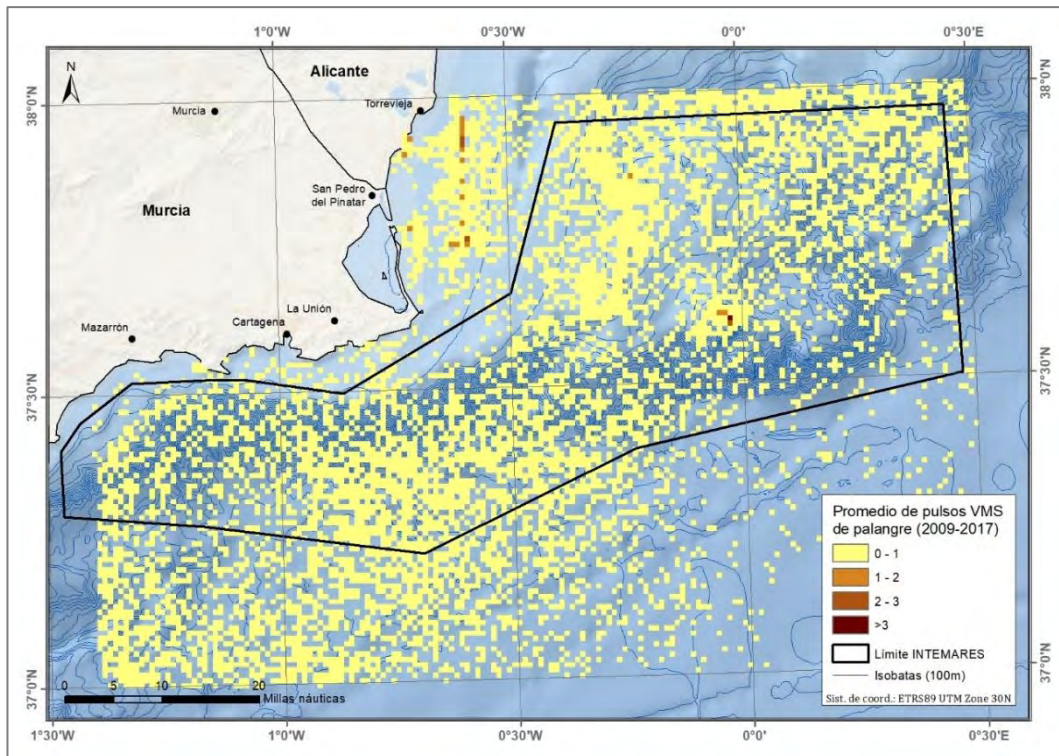 1°0'W
0°30'W
0°0'
0°30'E
N
Alicante
Murcia
Torrevieja
38°0'N
38°0'N
San Pedro
del Pinatar
Murcia
La Unión
Cartagena
Mazarrón
37°30'N
37°30'N
Promedio de pulsos VMS
de palangre (2009-2017)
0 - 1
1 - 2
2 - 3
>3
Límite INTEMARES
Isobatas (100m)
Sist. de coord.: ETRS89 UTM Zone 30N
37°0'N
37°0'N
0 5 10 20
Millas náuticas
1°30'W
1°0'W
0°30'W
0°0'
0°30'E